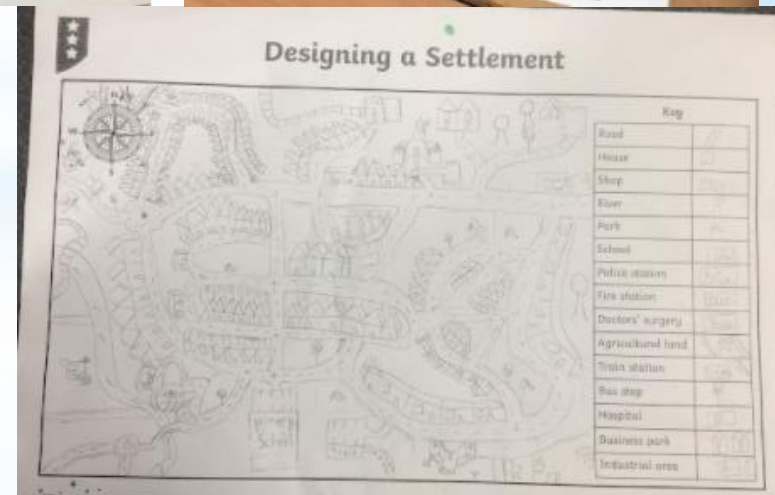 Designing a Settlement
Key
Road
House
Shop
River
Park
School
Police station
Fire station
Doctors' surgery
Agricultural land
Train station
Bus stop
Hospital
Business park
Industrial area
W
School